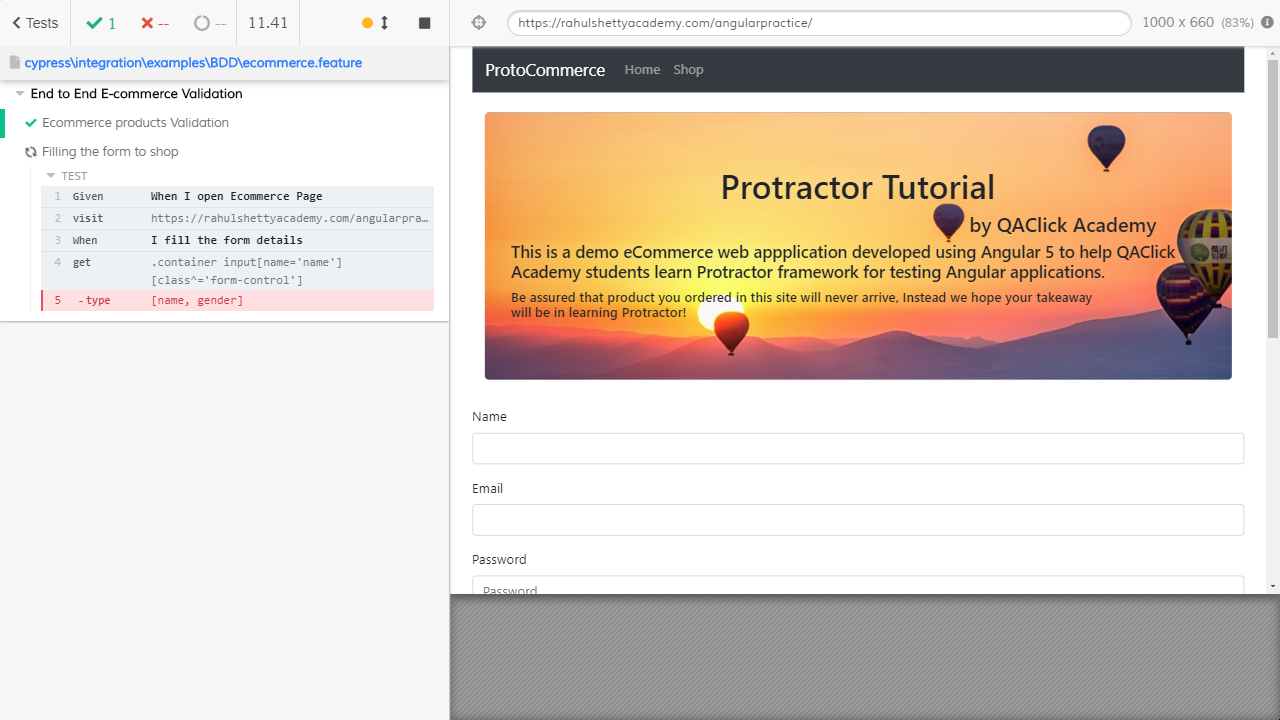 Tests
1
--
--
11.41
https://rahulshettyacademy.com/angularpractice/
1000 x 660 (83%)
cypress\integration\examples\BDD\ecommerce.feature
End to End E-commerce Validation
Ecommerce products Validation
Filling the form to shop
TEST
1 Given When I open Ecommerce Page
2 visit https://rahulshettyacademy.com/angularpra…
3 When I fill the form details
4 get .container input[name='name']
[class^='form-control']
5 -type [name, gender]
ProtoCommerce Home Shop
Protractor Tutorial
by QAClick Academy
This is a demo eCommerce web appplication developed using Angular 5 to help QAClick
Academy students learn Protractor framework for testing Angular applications.
Be assured that product you ordered in this site will never arrive, Instead we hope your takeaway
will be in learning Protractor!
Name
Email
Password
Password